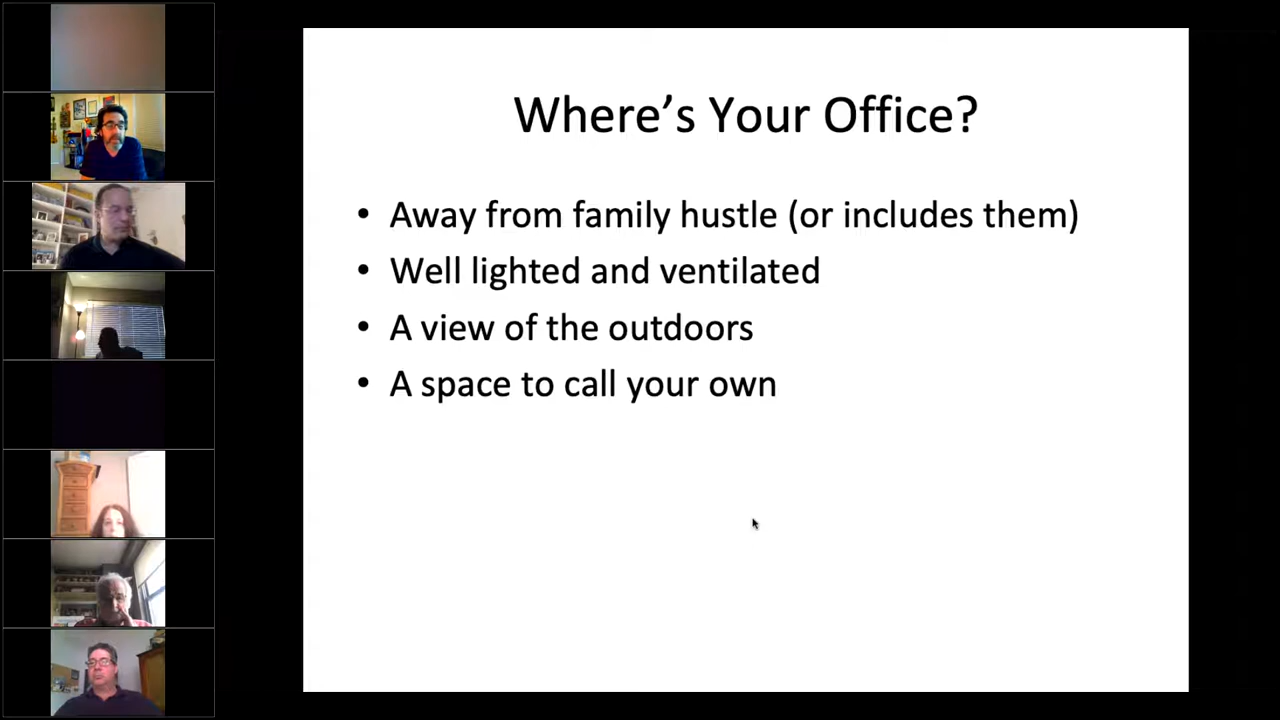 Where’s Your Office?
• Away from family hustle (or includes them)
• Well lighted and ventilated
• A view of the outdoors
• A space to call your own